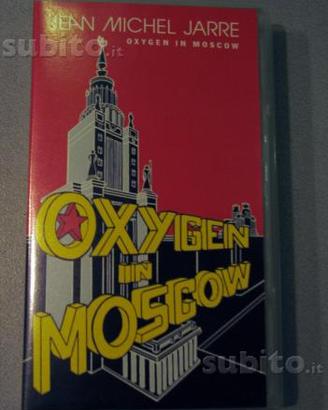 JEAN MICHEL JARRE
OXYGEN IN MOSCOW
subito.it
OXYGEN
IN
MOSCOW
subito.it